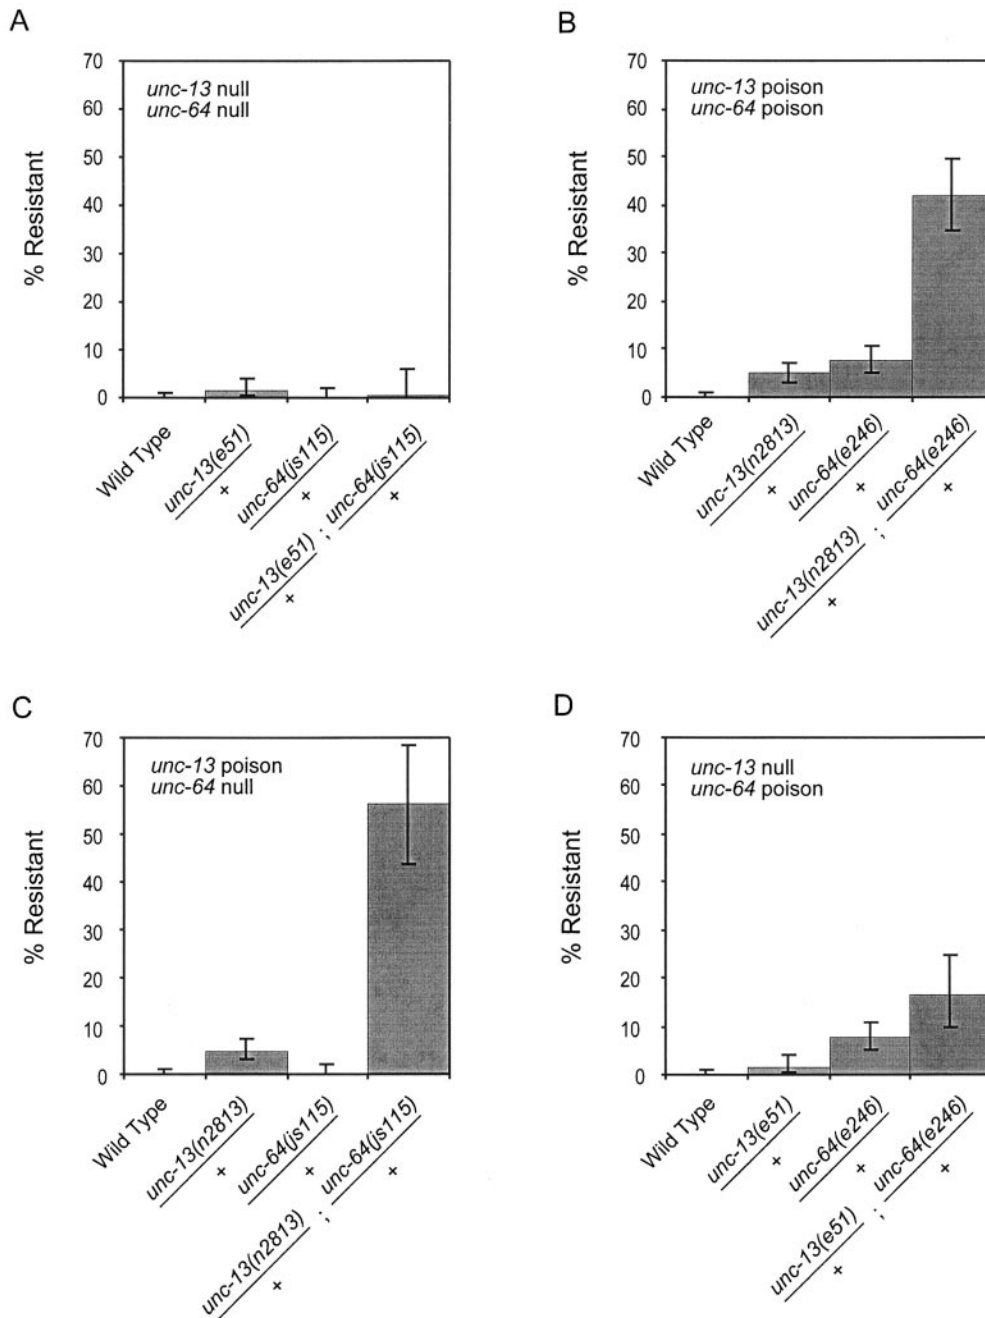 A
% Resistant
70
60
50
40
30
20
10
0
unc-13 null
unc-64 null
Wild Type
unc-13(e51)
+
unc-64(js115)
+
unc-13(e51) ; unc-64(js115)
+ +
B
% Resistant
70
60
50
40
30
20
10
0
unc-13 poison
unc-64 poison
Wild Type
unc-13(n2813)
+
unc-64(e246)
+
unc-13(n2813) ; unc-64(e246)
+ +
C
% Resistant
70
60
50
40
30
20
10
0
unc-13 poison
unc-64 null
Wild Type
unc-13(n2813)
+
unc-64(js115)
+
unc-13(n2813) ; unc-64(js115)
+ +
D
% Resistant
70
60
50
40
30
20
10
0
unc-13 null
unc-64 poison
Wild Type
unc-13(e51)
+
unc-64(e246)
+
unc-13(e51) ; unc-64(e246)
+ +